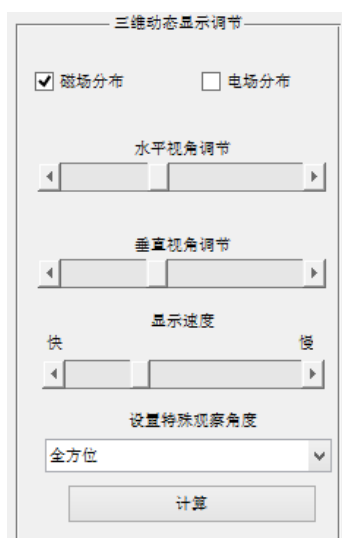 三维动态显示调节
磁场分布 电场分布
水平视角调节
垂直视角调节
显示速度
快 慢
设置特殊观察角度
全方位
计算